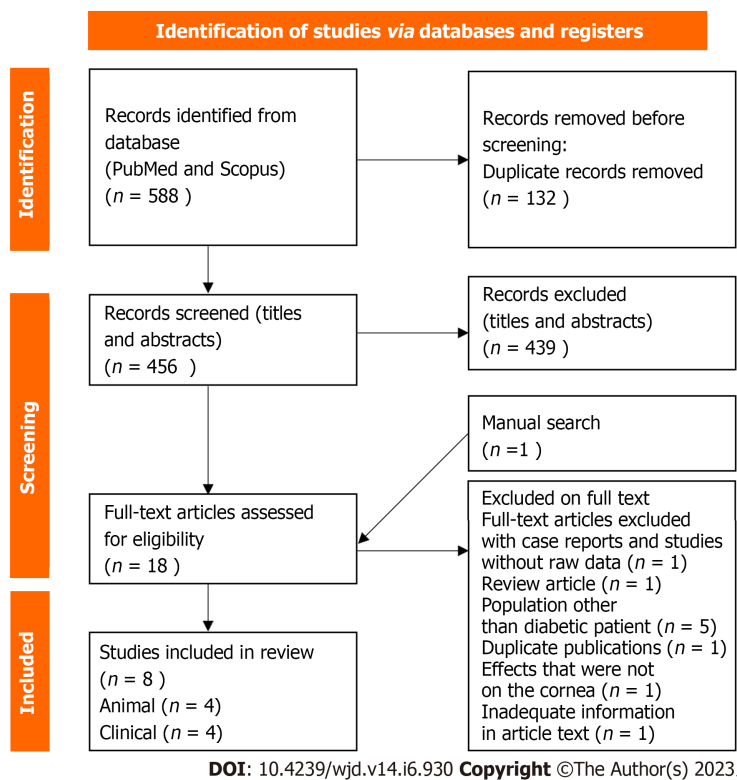 Identification of studies via databases and registers
Identification
Records identified from
database
(PubMed and Scopus)
(n = 588 )
Records removed before
screening:
Duplicate records removed
(n = 132 )
Screening
Records screened (titles
and abstracts)
(n = 456 )
Records excluded
(titles and abstracts)
(n = 439 )
Manual search
(n =1 )
Full-text articles assessed
for eligibility
(n = 18 )
Excluded on full text
Full-text articles excluded
with case reports and studies
without raw data (n = 1)
Review article (n = 1)
Population other
than diabetic patient (n = 5)
Duplicate publications (n = 1)
Effects that were not
on the cornea (n = 1)
Inadequate information
in article text (n = 1)
Included
Studies included in review
(n = 8 )
Animal (n = 4)
Clinical (n = 4)
DOI: 10.4239/wjd.v14.i6.930 Copyright ©The Author(s) 2023